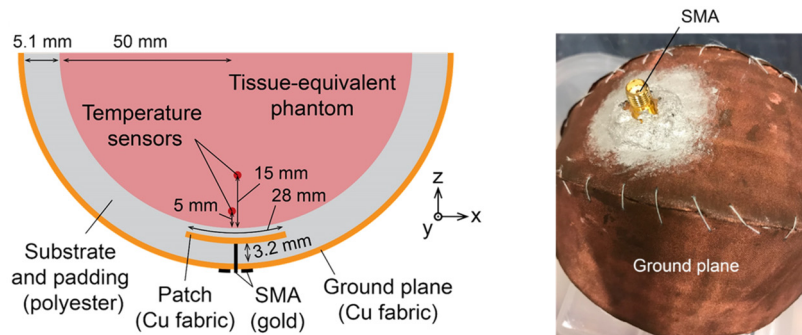 5.1 mm
50 mm
Tissue-equivalent
phantom
Temperature
sensors
15 mm
5 mm
28 mm
3.2 mm
z
y
x
Substrate
and padding
(polyester)
Patch
(Cu fabric)
SMA
(gold)
Ground plane
(Cu fabric)
SMA
Ground plane